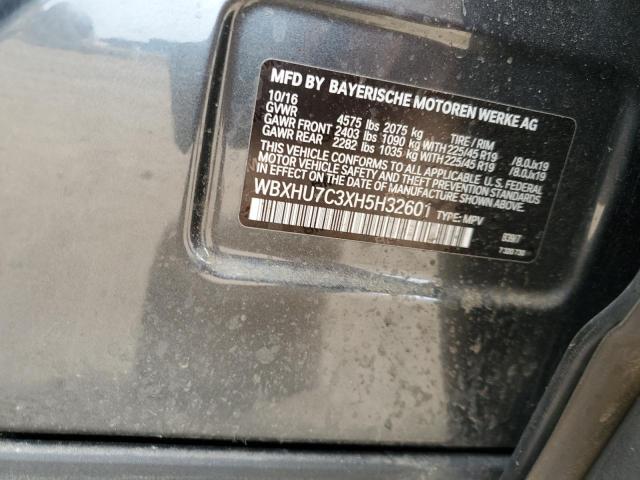 MFD BY BAYERISCHE MOTOREN WERKE AG
10/16
GVWR 4575 lbs 2075 kg TIRE / RIM
GAWR FRONT 2403 lbs 1090 kg WITH 225/45 R19 /8.0Jx19
GAWR REAR 2282 lbs 1035 kg WITH 225/45 R19 /8.0Jx19
THIS VEHICLE CONFORMS TO ALL APPLICABLE U.S. FEDERAL
MOTOR VEHICLE SAFETY, BUMPER, AND THEFT PREVENTION STANDARDS
IN EFFECT ON THE DATE OF MANUFACTURE SHOWN ABOVE.
WBXHU7C3XH5H32601 TYPE: MPV